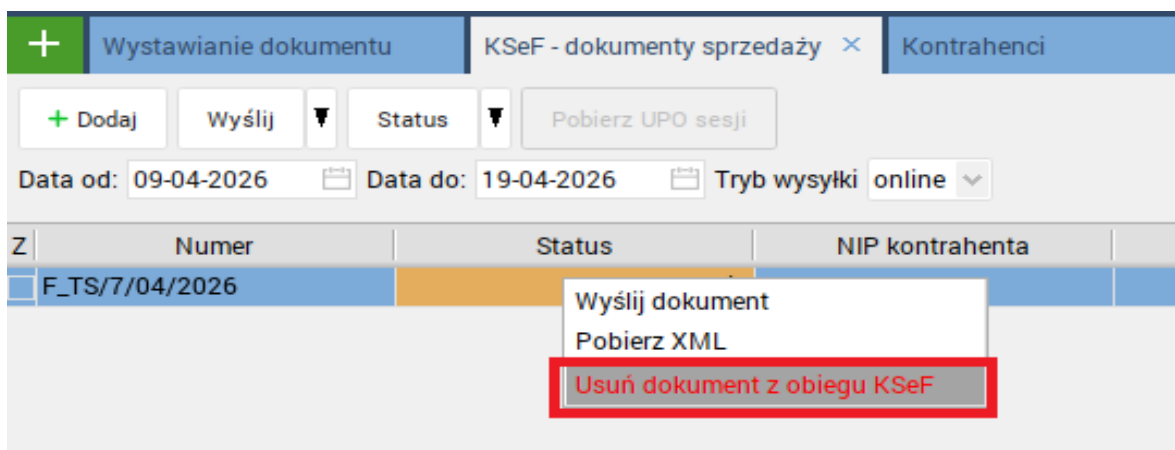 + Wystawianie dokumentu KSeF - dokumenty sprzedaży × Kontrahenci
+ Dodaj Wyślij Status Pobierz UPO sesji
Data od: 09-04-2026 Data do: 19-04-2026 Tryb wysyłki online
Z Numer Status NIP kontrahenta
F_TS/7/04/2026
Wyślij dokument
Pobierz XML
Usuń dokument z obiegu KSeF